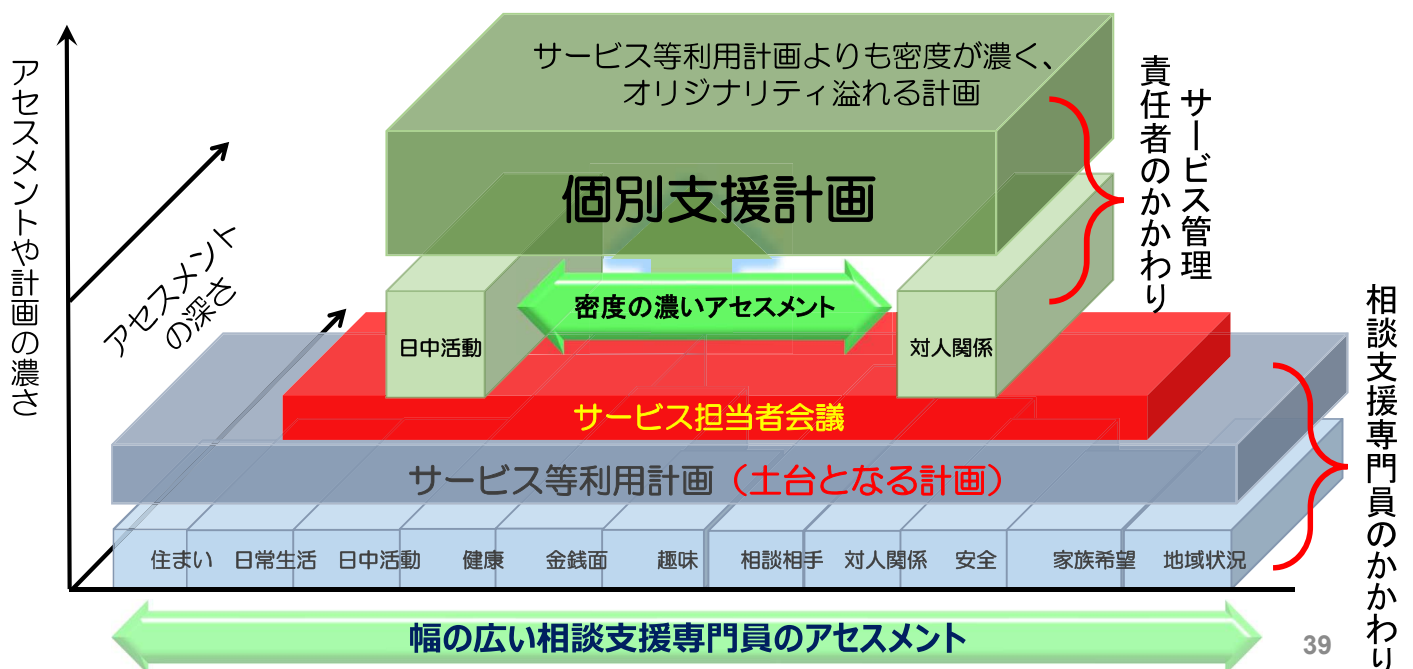 アセスメントや計画の濃さ
アセスメント
の深さ
サービス等利用計画よりも密度が濃く、
オリジナリティ溢れる計画
個別支援計画
サービス管理
責任者のかかわり
密度の濃いアセスメント
日中活動
対人関係
サービス担当者会議
サービス等利用計画（土台となる計画）
相談支援専門員のかかわり
住まい
日常生活
日中活動
健康
金銭面
趣味
相談相手
対人関係
安全
家族希望
地域状況
幅の広い相談支援専門員のアセスメント
39